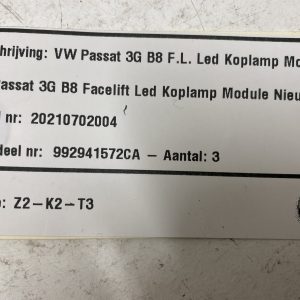 hrijving: VW Passat 3G B8 F.L. Led Koplamp Mo
Passat 3G B8 Facelift Led Koplamp Module Nieu
l nr: 20210702004
deel nr: 992941572CA – Aantal: 3
: Z2–K2–T3